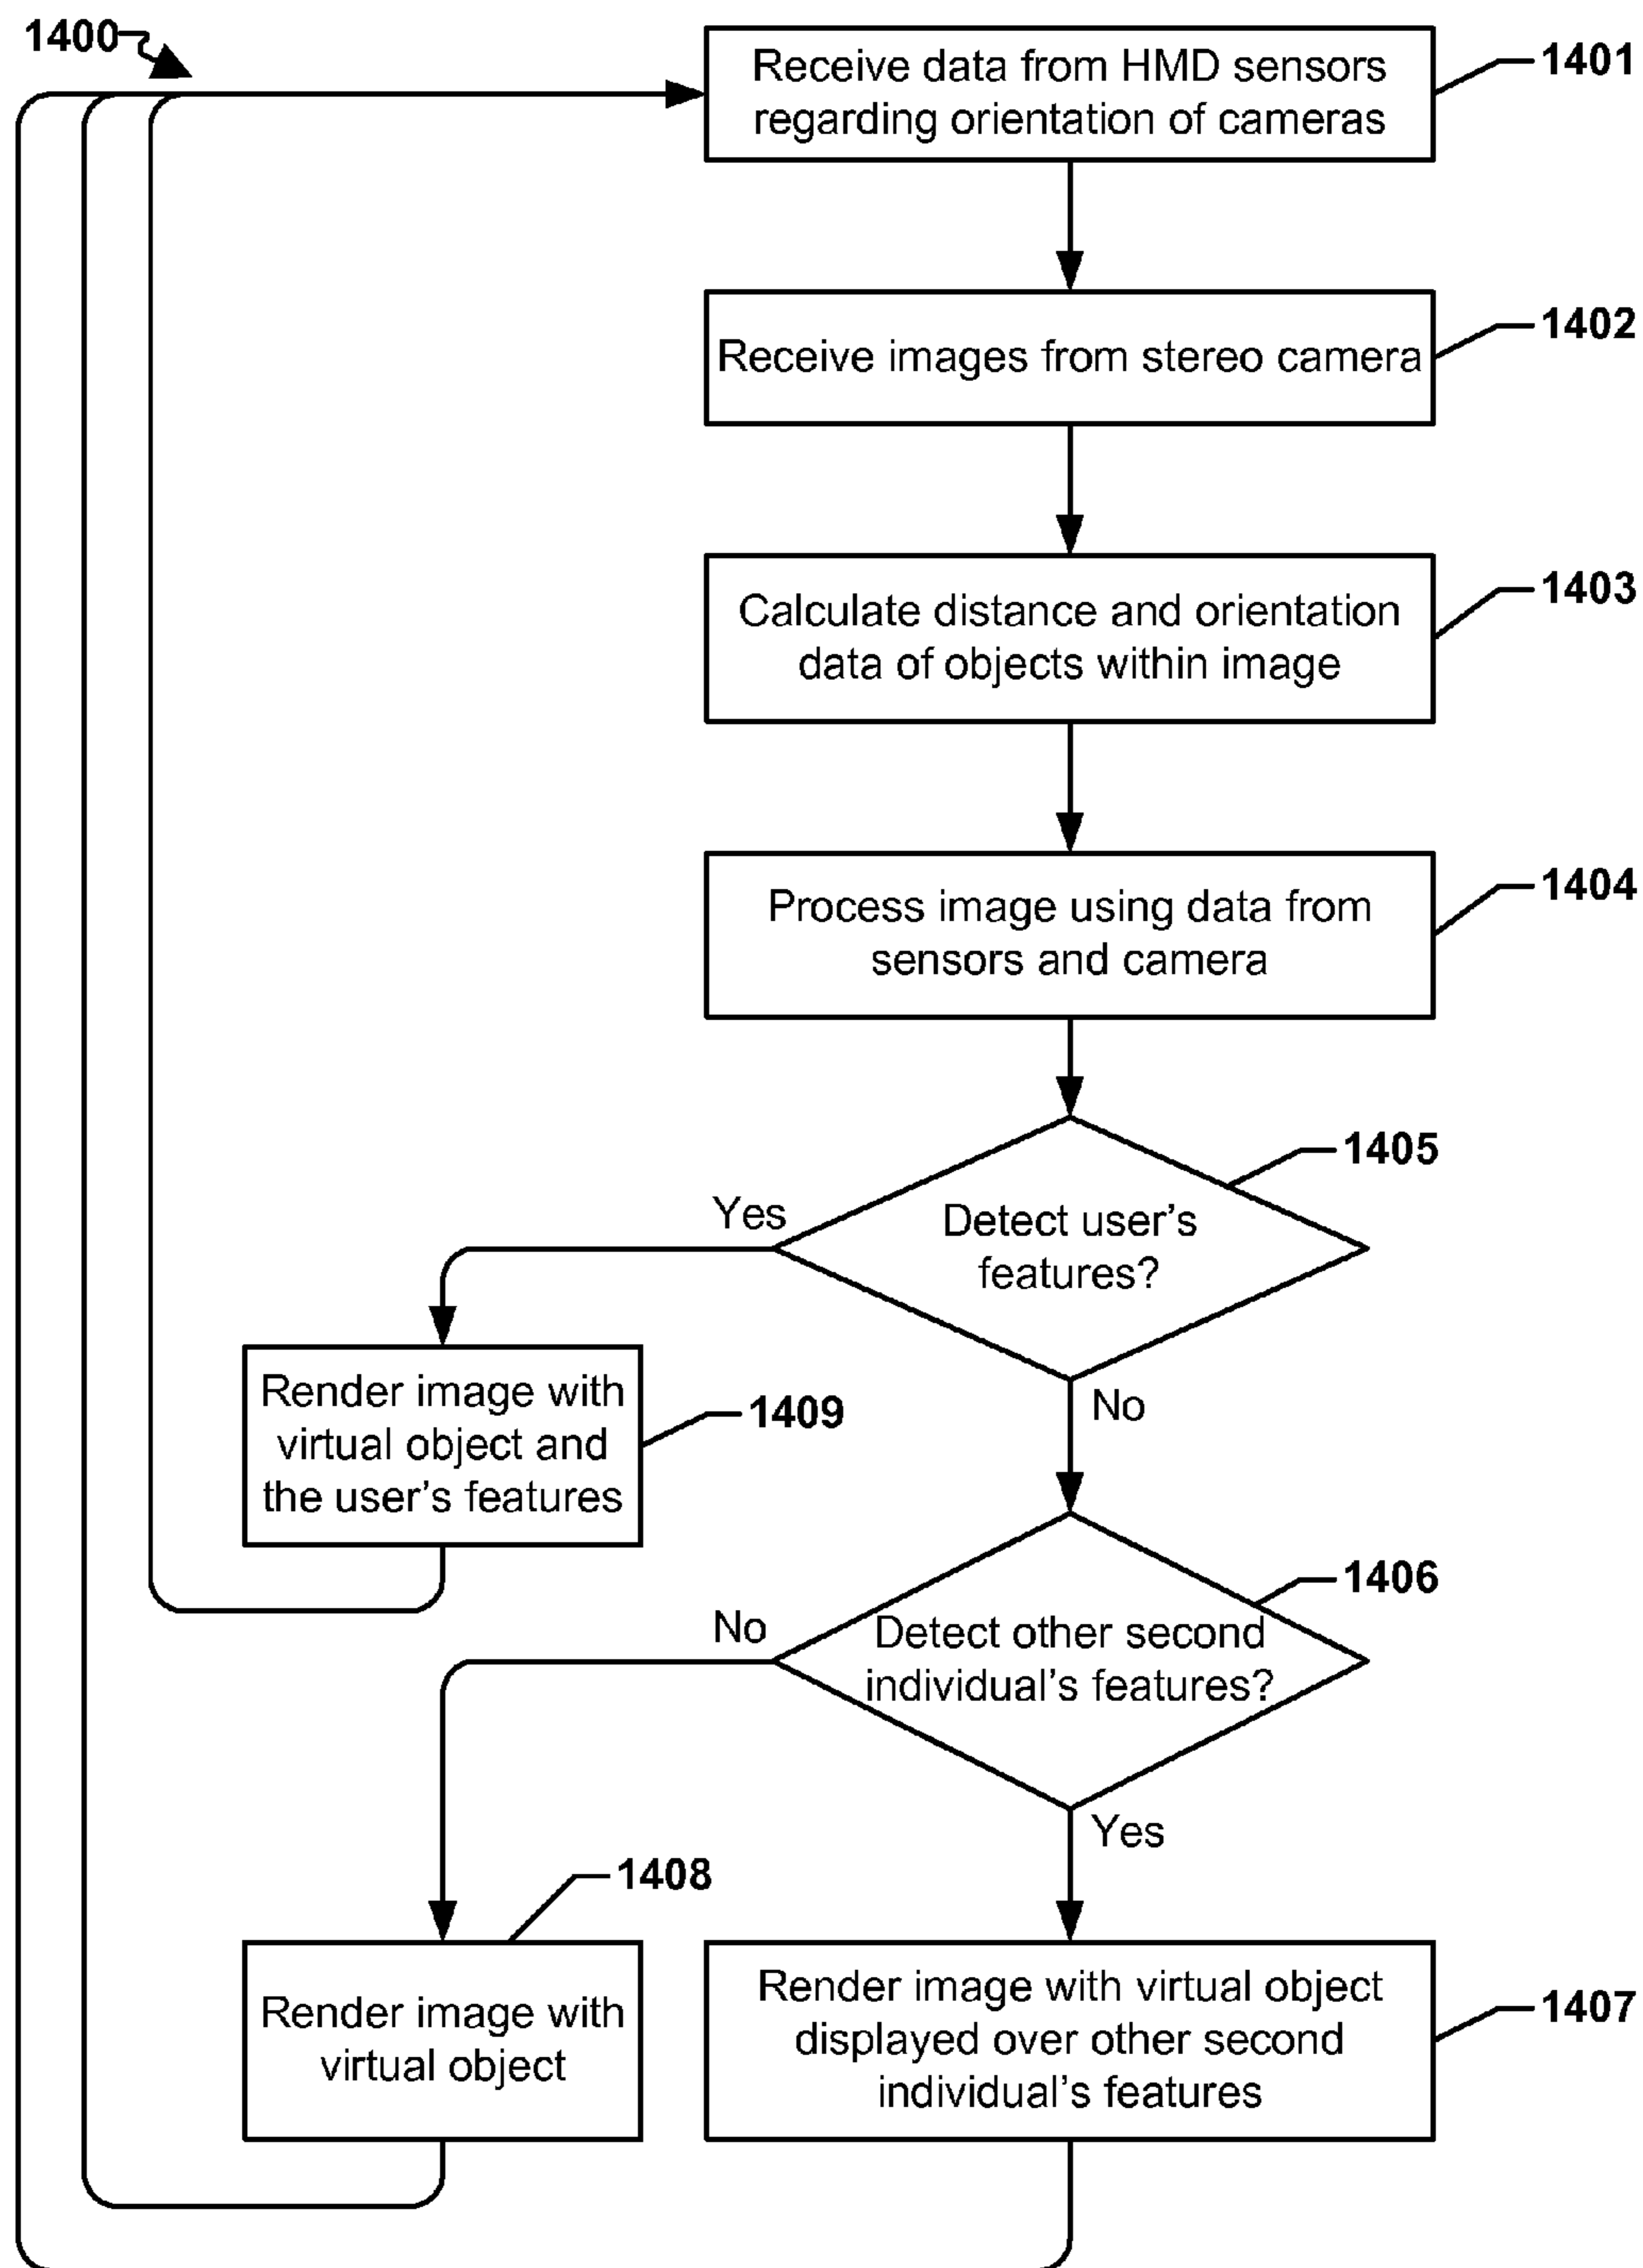 1400
Receive data from HMD sensors
regarding orientation of cameras
1401
Receive images from stereo camera
1402
Calculate distance and orientation
data of objects within image
1403
Process image using data from
sensors and camera
1404
Detect user's
features?
1405
Yes
No
Render image with
virtual object and
the user's features
1409
Detect other second
individual's features?
1406
No
Yes
Render image with
virtual object
1408
Render image with virtual object
displayed over other second
individual's features
1407